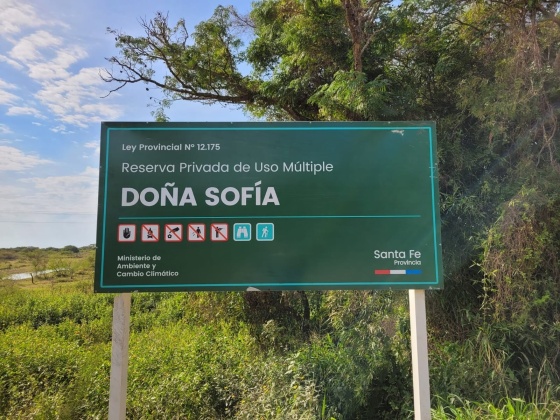 Ley Provincial Nº 12.175
Reserva Privada de Uso Múltiple
DOÑA SOFÍA
Ministerio de
Ambiente y
Cambio Climático
Santa Fe
Provincia